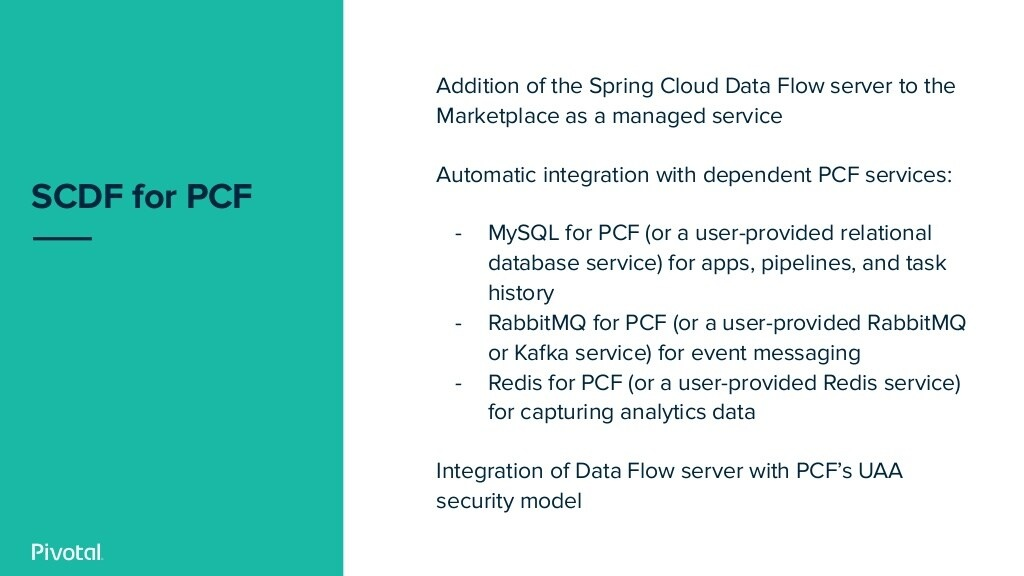 SCDF for PCF
Addition of the Spring Cloud Data Flow server to the
Marketplace as a managed service
Automatic integration with dependent PCF services:
- MySQL for PCF (or a user-provided relational
database service) for apps, pipelines, and task
history
- RabbitMQ for PCF (or a user-provided RabbitMQ
or Kafka service) for event messaging
- Redis for PCF (or a user-provided Redis service)
for capturing analytics data
Integration of Data Flow server with PCF’s UAA
security model
Pivotal